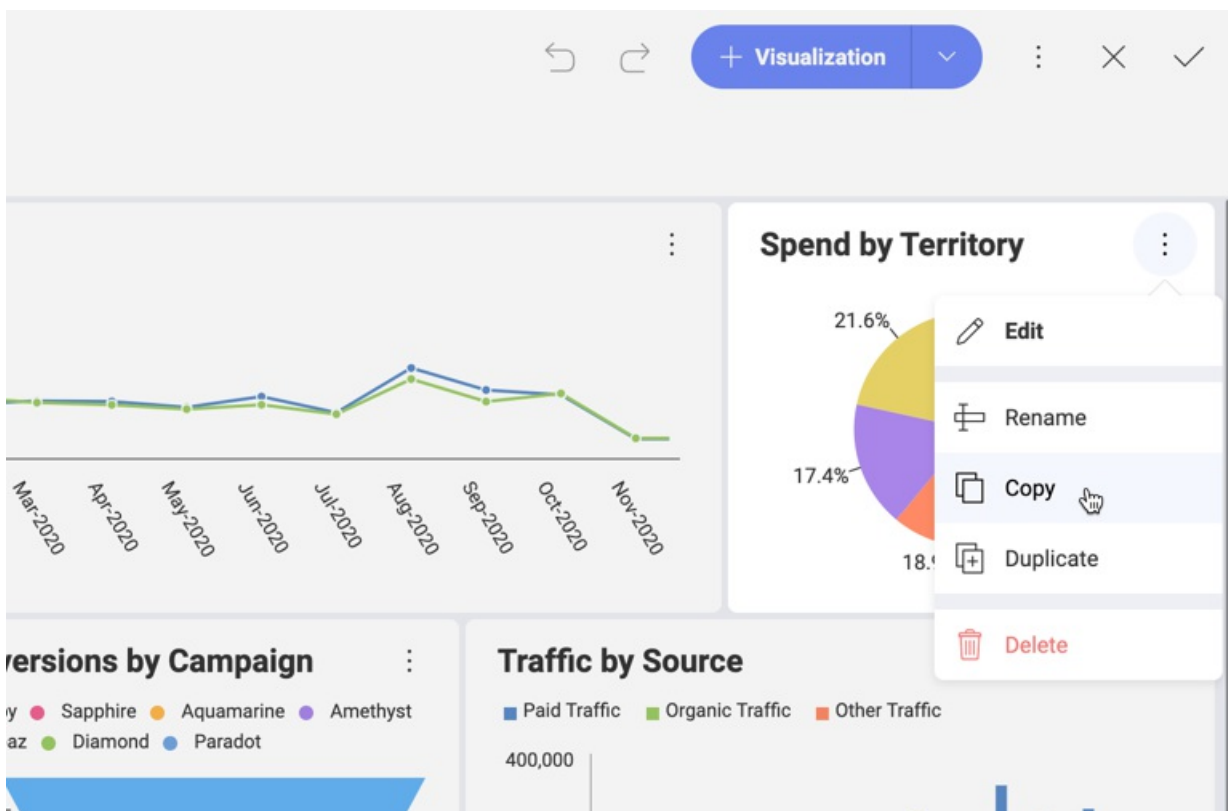 Visualization
Spend by Territory
21.6%
Edit
Rename
17.4%
Copy
Mar-2020
Apr-2020
May-2020
Jun-2020
Jul-2020
Aug-2020
Sep-2020
Oct-2020
Nov-2020
Duplicate
Delete
versions by Campaign
Sapphire Aquamarine Amethyst
Diamond Paradot
Traffic by Source
Paid Traffic Organic Traffic Other Traffic
400,000